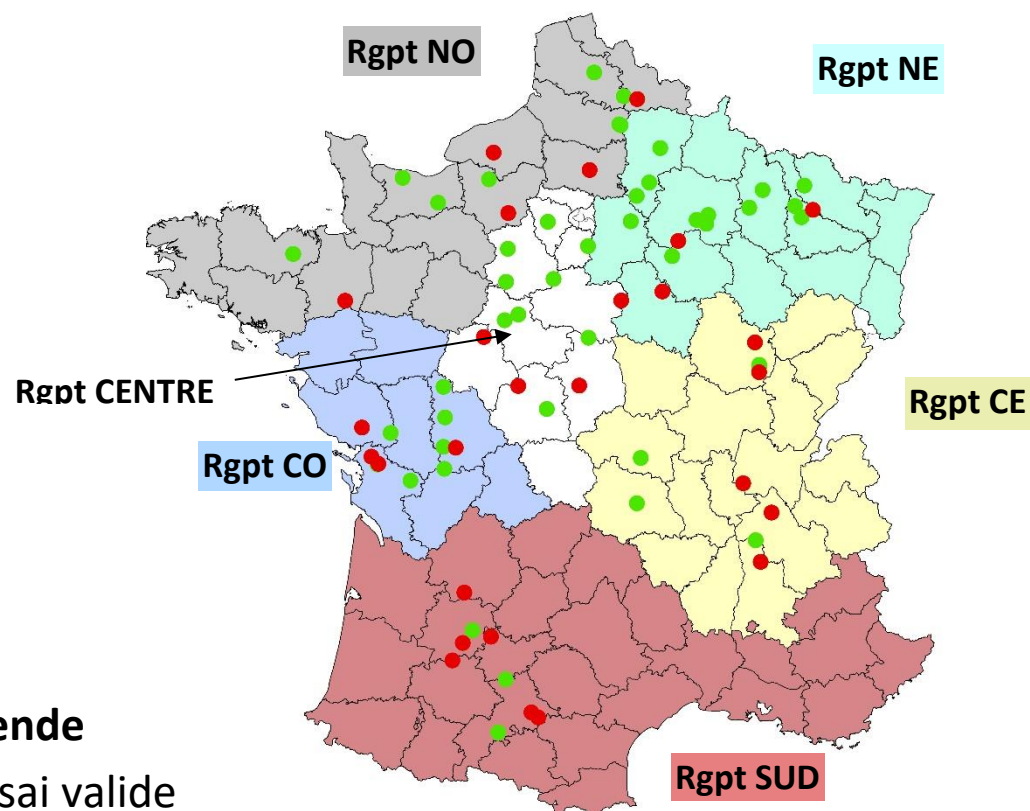 Rgpt NO
Rgpt NE
Rgpt CENTRE
Rgpt CE
Rgpt CO
ende
sai valide
Rgpt SUD